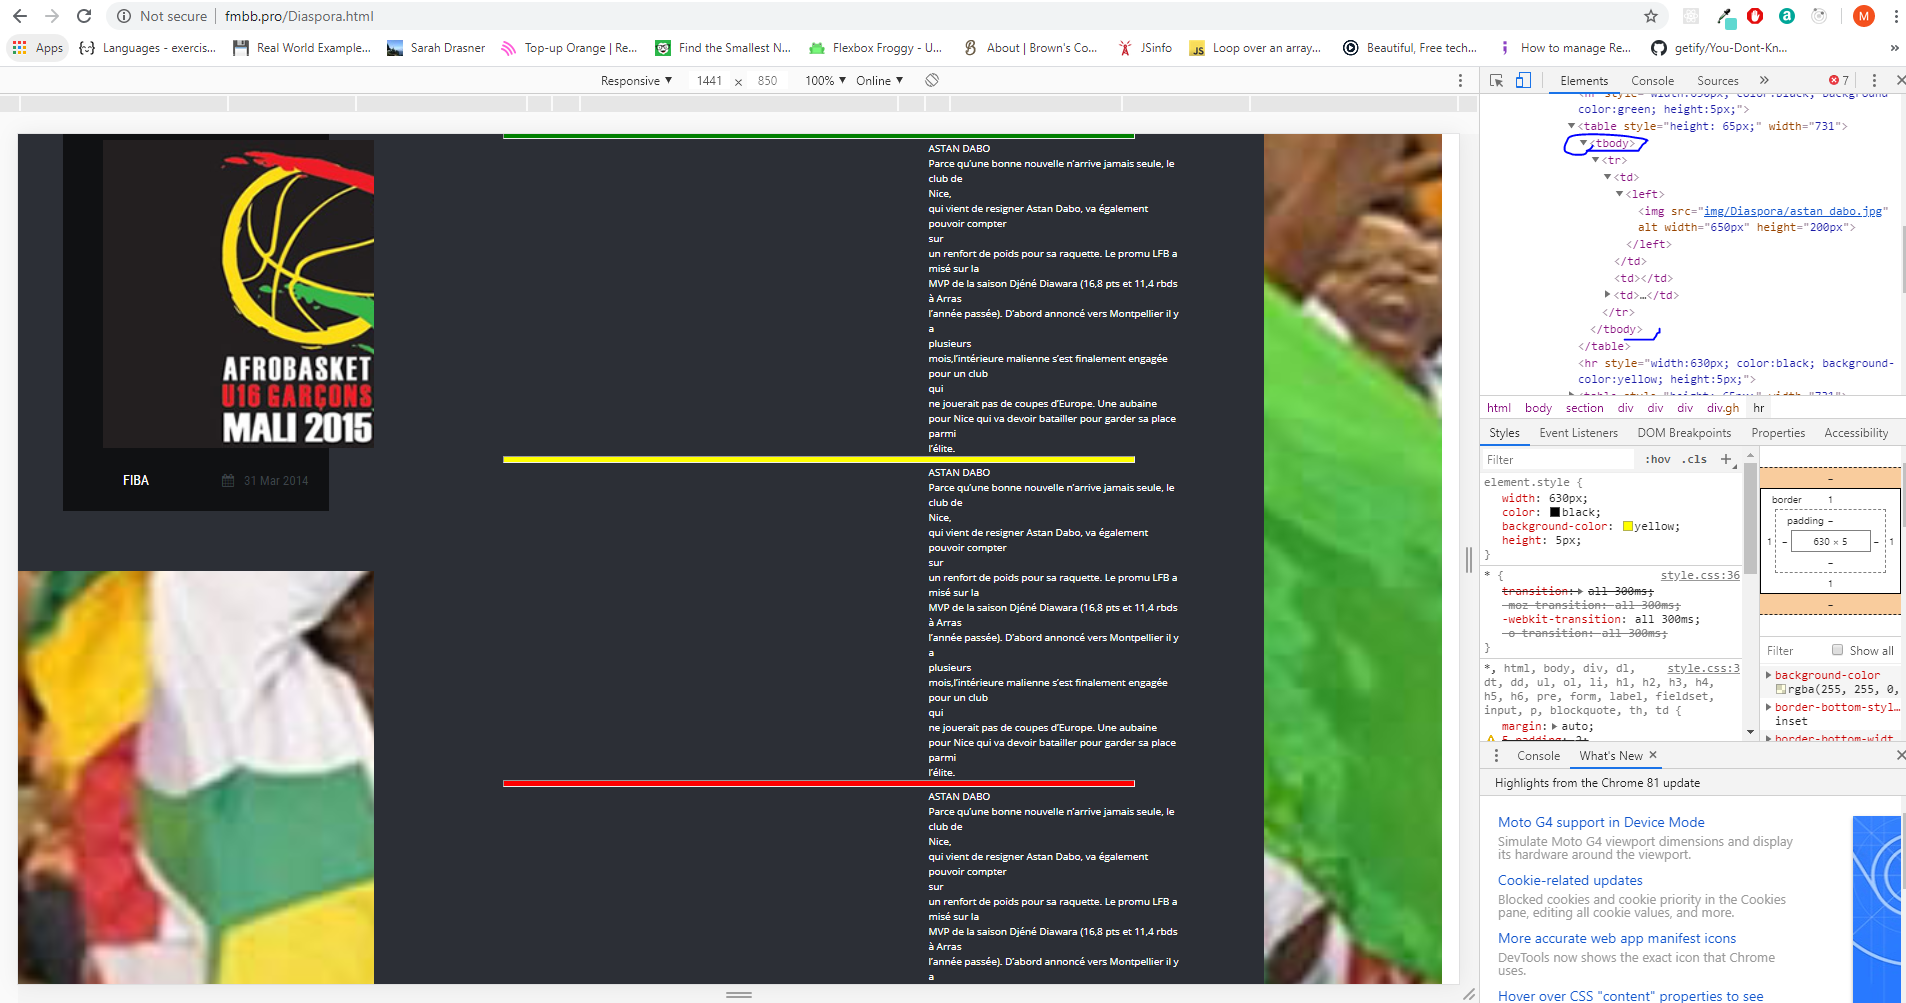 Not secure | fmbb.pro/Diaspora.html
M
Apps
Languages - exercis...
Real World Example...
Sarah Drasner
Top-up Orange | Re...
Find the Smallest N...
Flexbox Froggy - U...
About | Brown's Co...
JSinfo
Loop over an array...
Beautiful, Free tech...
How to manage Re...
getify/You-Dont-Kn...
»
Responsive ▼ 1441 × 850 100% ▼ Online ▼
AFROBASKET
U16 GARÇONS
MALI 2015
FIBA 31 Mar 2014
ASTAN DABO
Parce qu'une bonne nouvelle n'arrive jamais seule, le
club de
Nice,
qui vient de resigner Astan Dabo, va également
pouvoir compter
sur
un renfort de poids pour sa raquette. Le promu LFB a
misé sur la
MVP de la saison Djéné Diawara (16,8 pts et 11,4 rbds
à Arras
l'année passée). D'abord annoncé vers Montpellier il y
a
plusieurs
mois,l'intérieure malienne s'est finalement engagée
pour un club
qui
ne jouerait pas de coupes d'Europe. Une aubaine
pour Nice qui va devoir batailler pour garder sa place
parmi
l'élite.
ASTAN DABO
Parce qu'une bonne nouvelle n'arrive jamais seule, le
club de
Nice,
qui vient de resigner Astan Dabo, va également
pouvoir compter
sur
un renfort de poids pour sa raquette. Le promu LFB a
misé sur la
MVP de la saison Djéné Diawara (16,8 pts et 11,4 rbds
à Arras
l'année passée). D'abord annoncé vers Montpellier il y
a
plusieurs
mois,l'intérieure malienne s'est finalement engagée
pour un club
qui
ne jouerait pas de coupes d'Europe. Une aubaine
pour Nice qui va devoir batailler pour garder sa place
parmi
l'élite.
ASTAN DABO
Parce qu'une bonne nouvelle n'arrive jamais seule, le
club de
Nice,
qui vient de resigner Astan Dabo, va également
pouvoir compter
sur
un renfort de poids pour sa raquette. Le promu LFB a
misé sur la
MVP de la saison Djéné Diawara (16,8 pts et 11,4 rbds
à Arras
l'année passée). D'abord annoncé vers Montpellier il y
a
Elements Console Sources » 7
<hr style="width:630px; color:black; background-
color:green; height:5px;">
<table style="height: 65px;" width="731">
<tbody>
<tr>
<td>
<left>
<img src="img/Diaspora/astan dabo.jpg"
alt width="650px" height="200px">
</left>
</td>
<td></td>
<td>…</td>
</tr>
</tbody>
</table>
<hr style="width:630px; color:black; background-
color:yellow; height:5px;">
<table style="height: 65px;" width="731">
html body section div div div div.gh hr
Styles Event Listeners DOM Breakpoints Properties Accessibility
Filter :hov .cls +
element.style {
width: 630px;
color: black;
background-color: yellow;
height: 5px;
}
* { style.css:36
transition: all 300ms;
-moz-transition: all 300ms;
-webkit-transition: all 300ms;
-o-transition: all 300ms;
}
*, html, body, div, dl, style.css:3
dt, dd, ul, ol, li, h1, h2, h3, h4,
h5, h6, pre, form, label, fieldset,
input, p, blockquote, th, td {
margin: auto;
–
border 1
padding –
1 – 630 × 5 – 1
–
1
–
Filter Show all
background-color
rgba(255, 255, 0,
border-bottom-styl…
inset
border-bottom-widt
Console What's New ×
Highlights from the Chrome 81 update
Moto G4 support in Device Mode
Simulate Moto G4 viewport dimensions and display
its hardware around the viewport.
Cookie-related updates
Blocked cookies and cookie priority in the Cookies
pane, editing all cookie values, and more.
More accurate web app manifest icons
DevTools now shows the exact icon that Chrome
uses.
Hover over CSS "content" properties to see